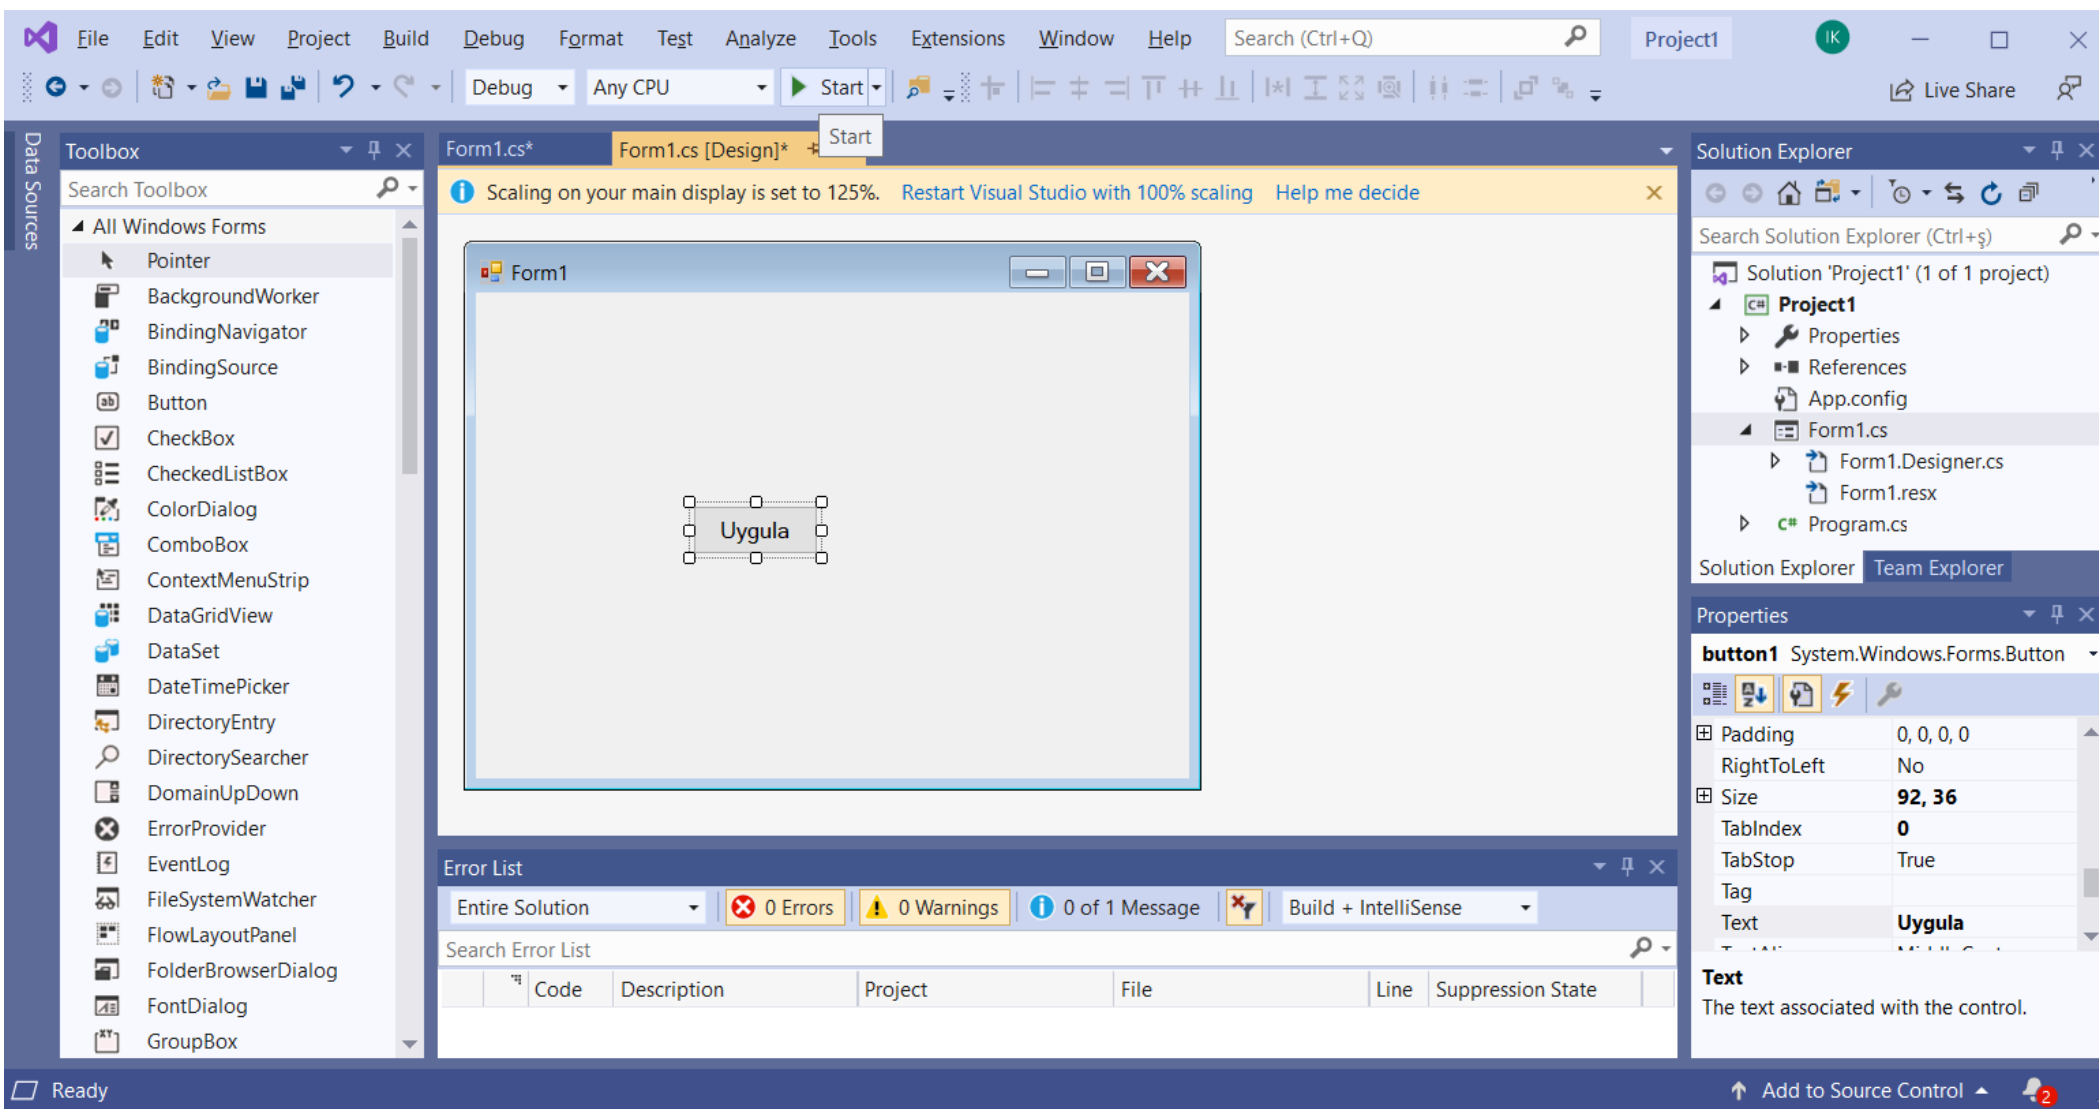 File Edit View Project Build Debug Format Test Analyze Tools Extensions Window Help Search (Ctrl+Q) Project1 IK
Debug Any CPU Start Live Share
Start
Data Sources
Toolbox
Search Toolbox
All Windows Forms
Pointer
BackgroundWorker
BindingNavigator
BindingSource
Button
CheckBox
CheckedListBox
ColorDialog
ComboBox
ContextMenuStrip
DataGridView
DataSet
DateTimePicker
DirectoryEntry
DirectorySearcher
DomainUpDown
ErrorProvider
EventLog
FileSystemWatcher
FlowLayoutPanel
FolderBrowserDialog
FontDialog
GroupBox
Form1.cs* Form1.cs [Design]*
Scaling on your main display is set to 125%. Restart Visual Studio with 100% scaling Help me decide
Form1
Uygula
Error List
Entire Solution 0 Errors 0 Warnings 0 of 1 Message Build + IntelliSense
Search Error List
Code Description Project File Line Suppression State
Solution Explorer
Search Solution Explorer (Ctrl+ş)
Solution 'Project1' (1 of 1 project)
C# Project1
Properties
References
App.config
Form1.cs
Form1.Designer.cs
Form1.resx
C# Program.cs
Solution Explorer Team Explorer
Properties
button1 System.Windows.Forms.Button
Padding 0, 0, 0, 0
RightToLeft No
Size 92, 36
TabIndex 0
TabStop True
Tag
Text Uygula
Text
The text associated with the control.
Ready Add to Source Control 2